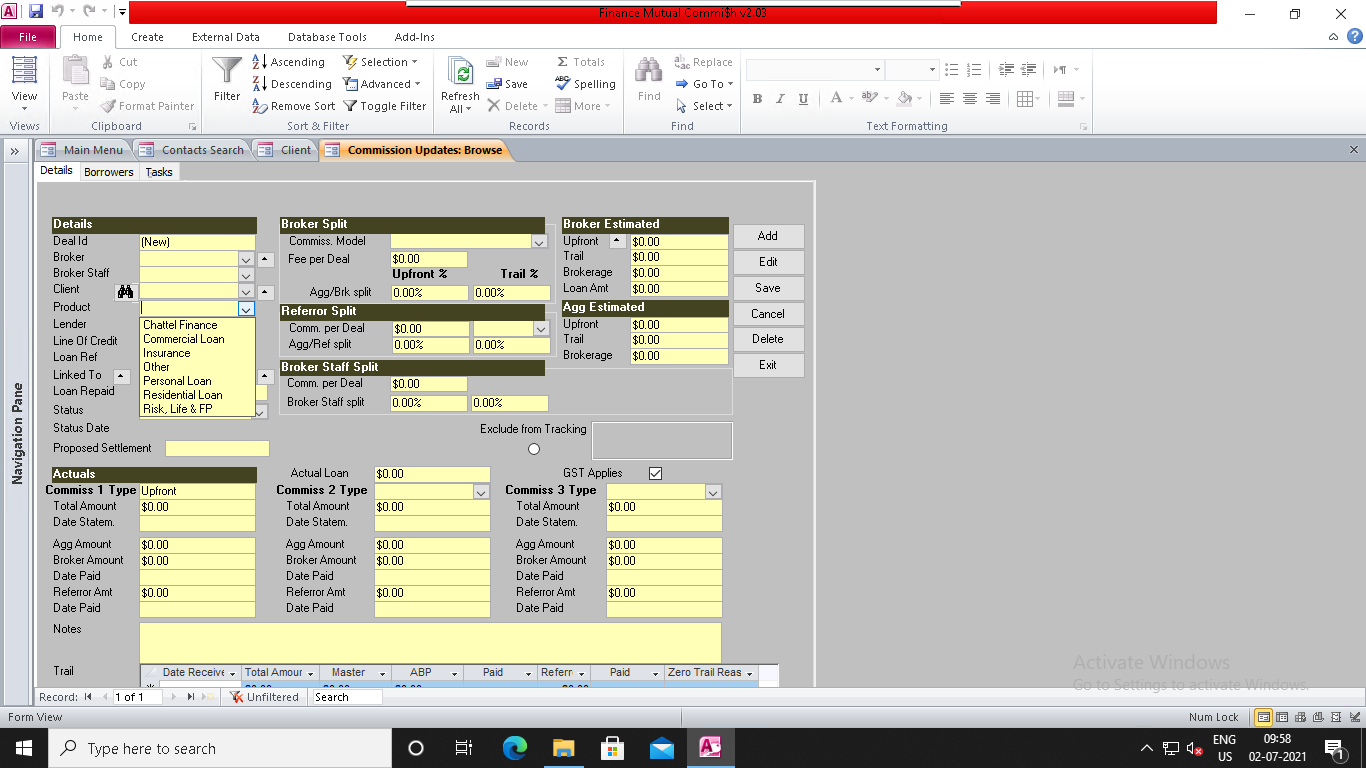 Finance Mutual Commi$h v2.03
File Home Create External Data Database Tools Add-Ins
View Paste Cut Copy Format Painter Filter Ascending Descending Remove Sort Selection Advanced Toggle Filter Refresh All New Save Delete Totals Spelling More Find Replace Go To Select B I U A ab
Views Clipboard Sort & Filter Records Find Text Formatting
Main Menu Contacts Search Client Commission Updates: Browse
Details Borrowers Tasks
Navigation Pane
Details
Deal Id (New)
Broker
Broker Staff
Client
Product
Lender
Line Of Credit
Loan Ref
Linked To
Loan Repaid
Status
Status Date
Proposed Settlement
Chattel Finance
Commercial Loan
Insurance
Other
Personal Loan
Residential Loan
Risk, Life & FP
Broker Split
Commiss. Model
Fee per Deal $0.00
Upfront % Trail %
Agg/Brk split 0.00% 0.00%
Referror Split
Comm. per Deal $0.00
Agg/Ref split 0.00% 0.00%
Broker Staff Split
Comm. per Deal $0.00
Broker Staff split 0.00% 0.00%
Exclude from Tracking
Broker Estimated
Upfront $0.00
Trail $0.00
Brokerage $0.00
Loan Amt $0.00
Agg Estimated
Upfront $0.00
Trail $0.00
Brokerage $0.00
Add
Edit
Save
Cancel
Delete
Exit
Actuals Actual Loan $0.00 GST Applies
Commiss 1 Type Upfront Commiss 2 Type Commiss 3 Type
Total Amount $0.00 Total Amount $0.00 Total Amount $0.00
Date Statem. Date Statem. Date Statem.
Agg Amount $0.00 Agg Amount $0.00 Agg Amount $0.00
Broker Amount $0.00 Broker Amount $0.00 Broker Amount $0.00
Date Paid Date Paid Date Paid
Referror Amt $0.00 Referror Amt $0.00 Referror Amt $0.00
Date Paid Date Paid Date Paid
Notes
Trail Date Receive Total Amour Master ABP Paid Referr Paid Zero Trail Reas
Activate Windows
Go to Settings to activate Windows.
Record: 1 of 1 Unfiltered Search
Form View Num Lock
Type here to search ENG 09:58
US 02-07-2021 1